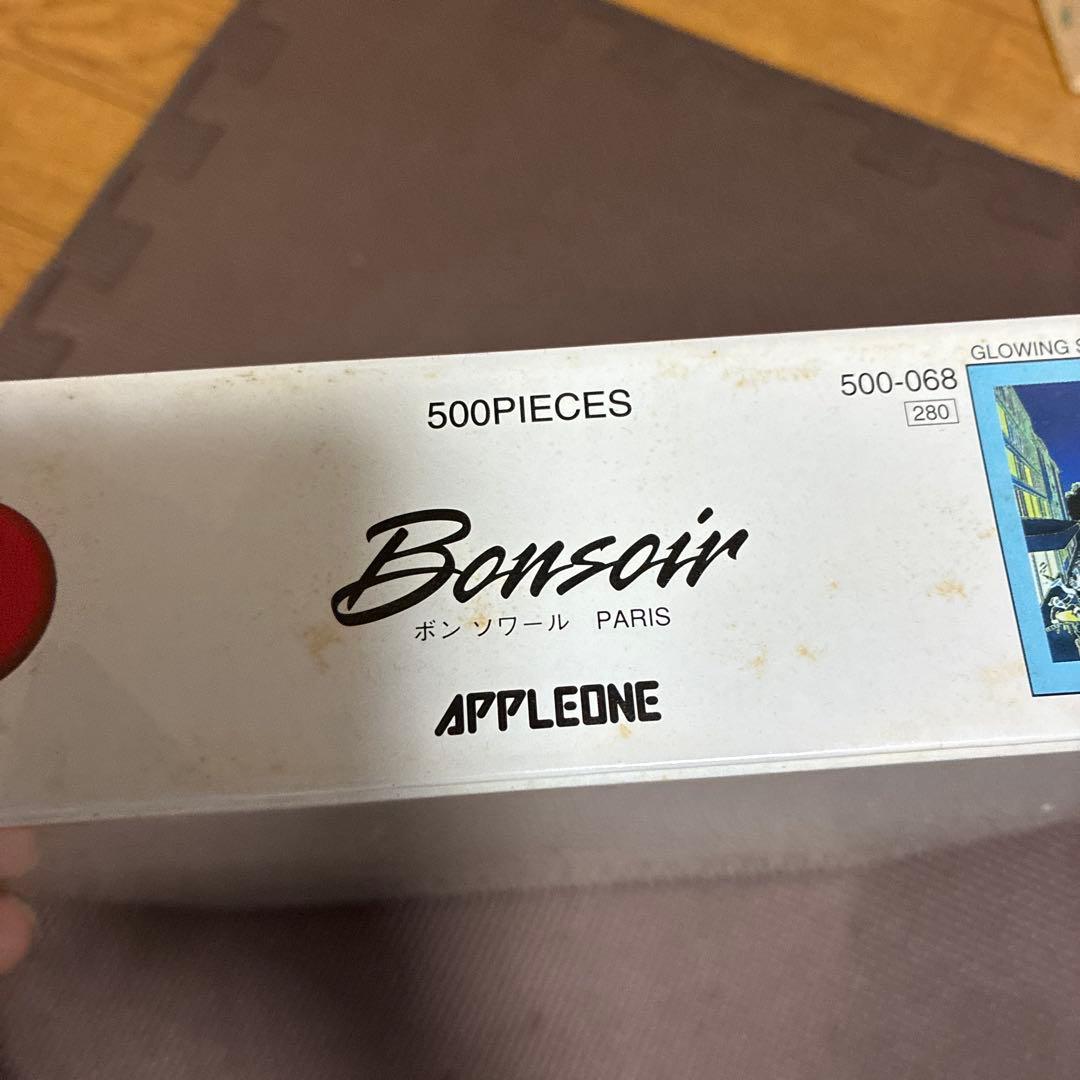 GLOWING S
500PIECES
500-068
280
Bonsoir
ボン ソワール PARIS
APPLEONE